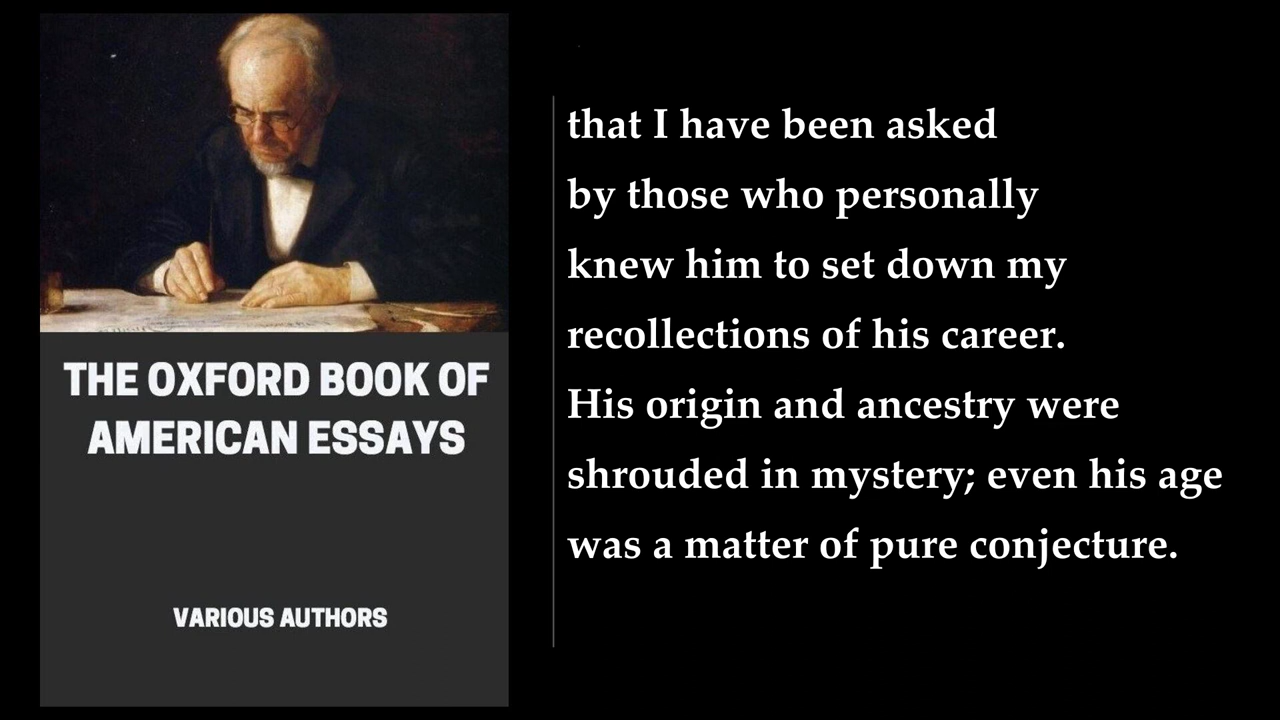 THE OXFORD BOOK OF
AMERICAN ESSAYS
VARIOUS AUTHORS
that I have been asked
by those who personally
knew him to set down my
recollections of his career.
His origin and ancestry were
shrouded in mystery; even his age
was a matter of pure conjecture.